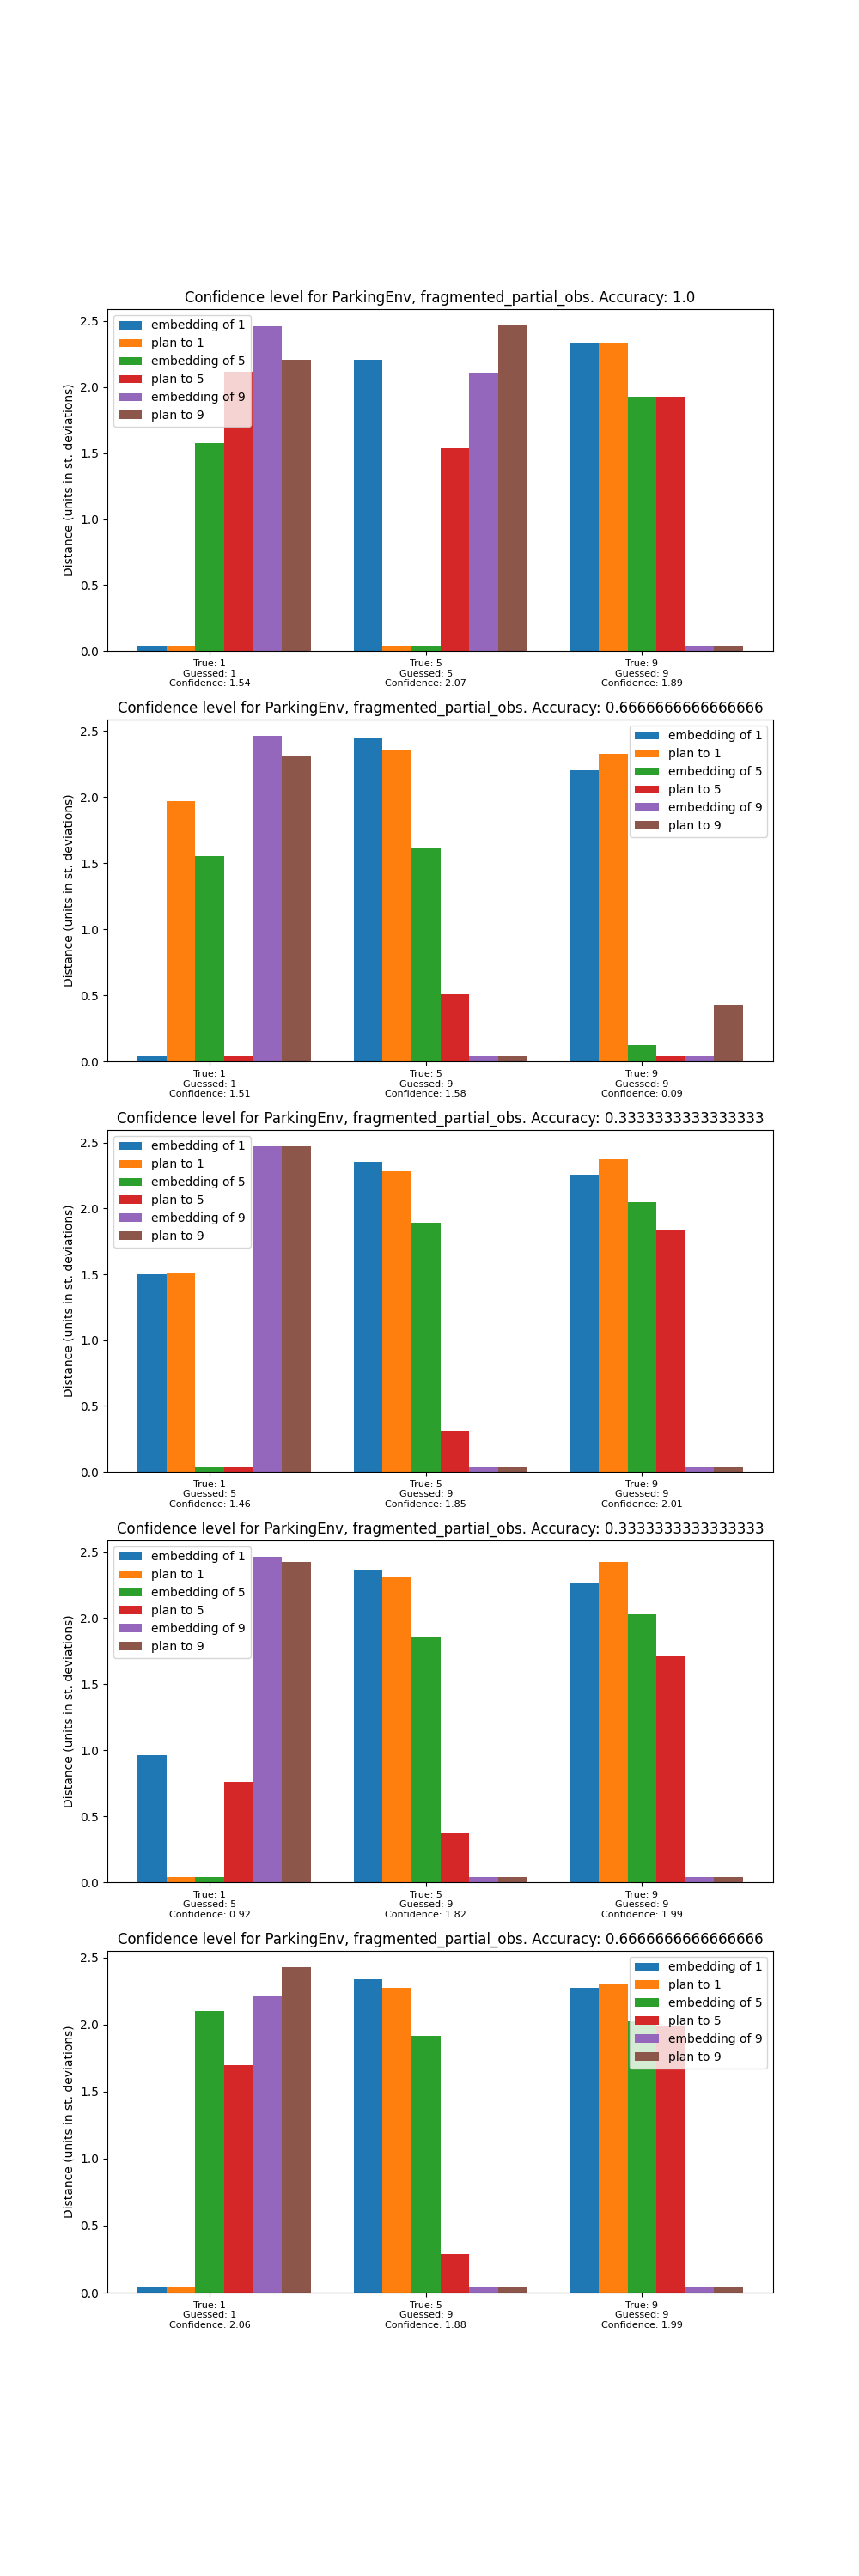 Confidence level for ParkingEnv, fragmented_partial_obs. Accuracy: 1.0
embedding of 1
plan to 1
embedding of 5
plan to 5
embedding of 9
plan to 9
Distance (units in st. deviations)
2.5
2.0
1.5
1.0
0.5
0.0
True: 1
Guessed: 1
Confidence: 1.54
True: 5
Guessed: 5
Confidence: 2.07
True: 9
Guessed: 9
Confidence: 1.89
Confidence level for ParkingEnv, fragmented_partial_obs. Accuracy: 0.6666666666666666
embedding of 1
plan to 1
embedding of 5
plan to 5
embedding of 9
plan to 9
Distance (units in st. deviations)
2.5
2.0
1.5
1.0
0.5
0.0
True: 1
Guessed: 1
Confidence: 1.51
True: 5
Guessed: 9
Confidence: 1.58
True: 9
Guessed: 9
Confidence: 0.09
Confidence level for ParkingEnv, fragmented_partial_obs. Accuracy: 0.3333333333333333
embedding of 1
plan to 1
embedding of 5
plan to 5
embedding of 9
plan to 9
Distance (units in st. deviations)
2.5
2.0
1.5
1.0
0.5
0.0
True: 1
Guessed: 5
Confidence: 1.46
True: 5
Guessed: 9
Confidence: 1.85
True: 9
Guessed: 9
Confidence: 2.01
Confidence level for ParkingEnv, fragmented_partial_obs. Accuracy: 0.3333333333333333
embedding of 1
plan to 1
embedding of 5
plan to 5
embedding of 9
plan to 9
Distance (units in st. deviations)
2.5
2.0
1.5
1.0
0.5
0.0
True: 1
Guessed: 5
Confidence: 0.92
True: 5
Guessed: 9
Confidence: 1.82
True: 9
Guessed: 9
Confidence: 1.99
Confidence level for ParkingEnv, fragmented_partial_obs. Accuracy: 0.6666666666666666
embedding of 1
plan to 1
embedding of 5
plan to 5
embedding of 9
plan to 9
Distance (units in st. deviations)
2.5
2.0
1.5
1.0
0.5
0.0
True: 1
Guessed: 1
Confidence: 2.06
True: 5
Guessed: 9
Confidence: 1.88
True: 9
Guessed: 9
Confidence: 1.99